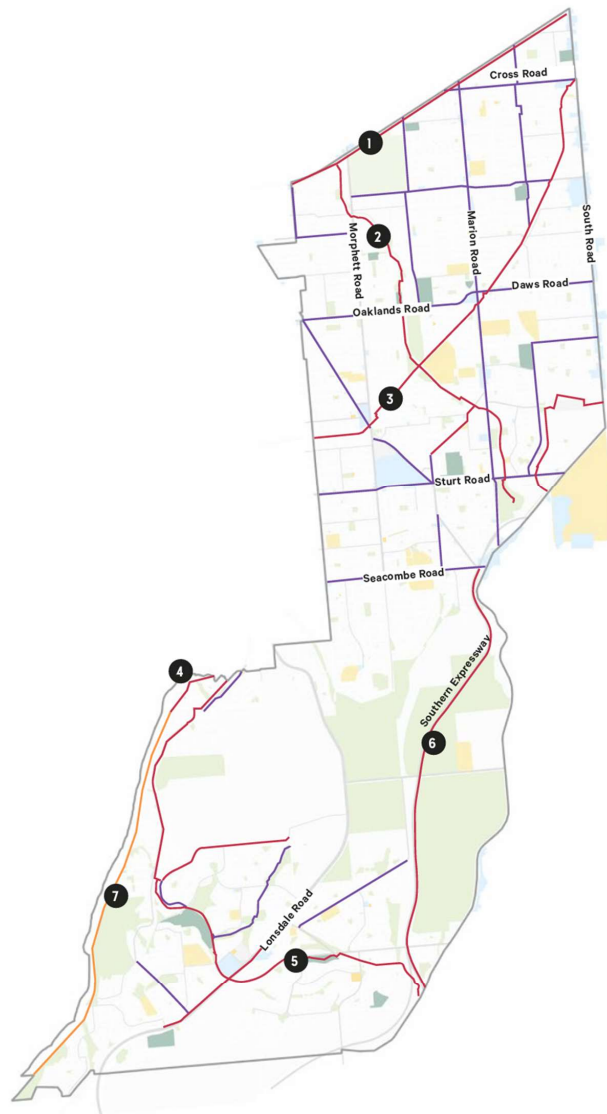 Cross Road
1
2
Morphett Road
Marion Road
South Road
Daws Road
Oaklands Road
3
Sturt Road
Seacombe Road
4
Southern Expressway
6
7
Lonsdale Road
5